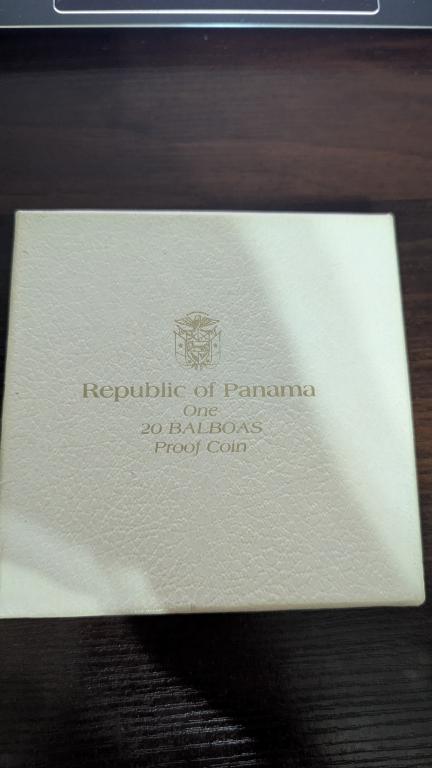 Republic of Panama
One
20 BALBOAS
Proof Coin